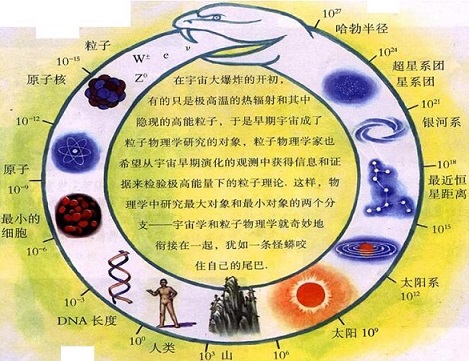 10²⁷
哈勃半径
10²⁴
超星系团
星系团
10²¹
银河系
10¹⁸
最近恒
星距离
10¹⁵
太阳系
10¹²
太阳 10⁹
10⁶
10³ 山
人类
10⁰
DNA 长度
10⁻³
10⁻⁶
最小的
细胞
10⁻⁹
原子
10⁻¹²
原子核
10⁻¹⁵
粒子
W± e ν
Z⁰
在宇宙大爆炸的开初，
有的只是极高温的热辐射和其中
隐现的高能粒子，于是早期宇宙成了
粒子物理学研究的对象，粒子物理学家也
希望从宇宙早期演化的观测中获得信息和证
据来检验极高能量下的粒子理论. 这样，物
理学中研究最大对象和最小对象的两个分
支——宇宙学和粒子物理学就奇妙地
衔接在一起，犹如一条怪蟒咬
住自己的尾巴.